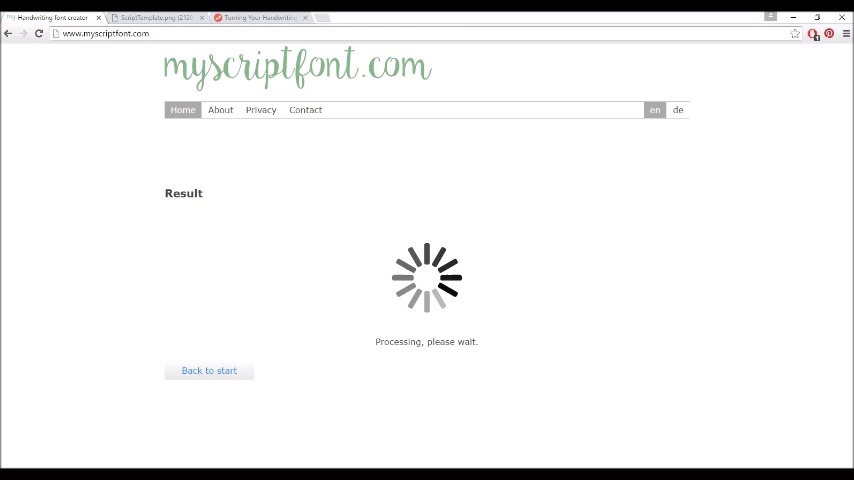 Handwriting font creator
ScriptTemplate.png (2120
Turning Your Handwriting
www.myscriptfont.com
myscriptfont.com
Home About Privacy Contact en de
Result
Processing, please wait.
Back to start